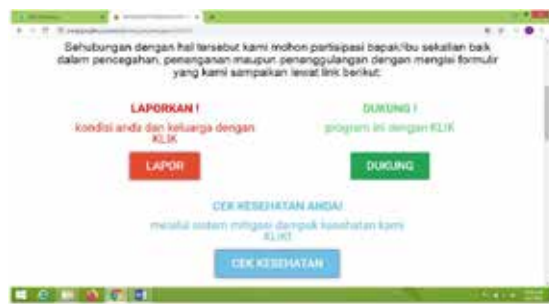 Sehubungan dengan hal tersebut kami mohon partisipasi bapak/ibu sekalian baik
dalam pencegahan, penanganan maupun penanggulangan dengan mengisi formulir
yang kami sampaikan lewat link berikut:
LAPORKAN !
kondisi anda dan keluarga dengan
KLIK
LAPOR
DUKUNG !
program ini dengan KLIK
DUKUNG
CEK KESEHATAN ANDA!
melalui sistem mitigasi dampak kesehatan kami
KLIK!
CEK KESEHATAN